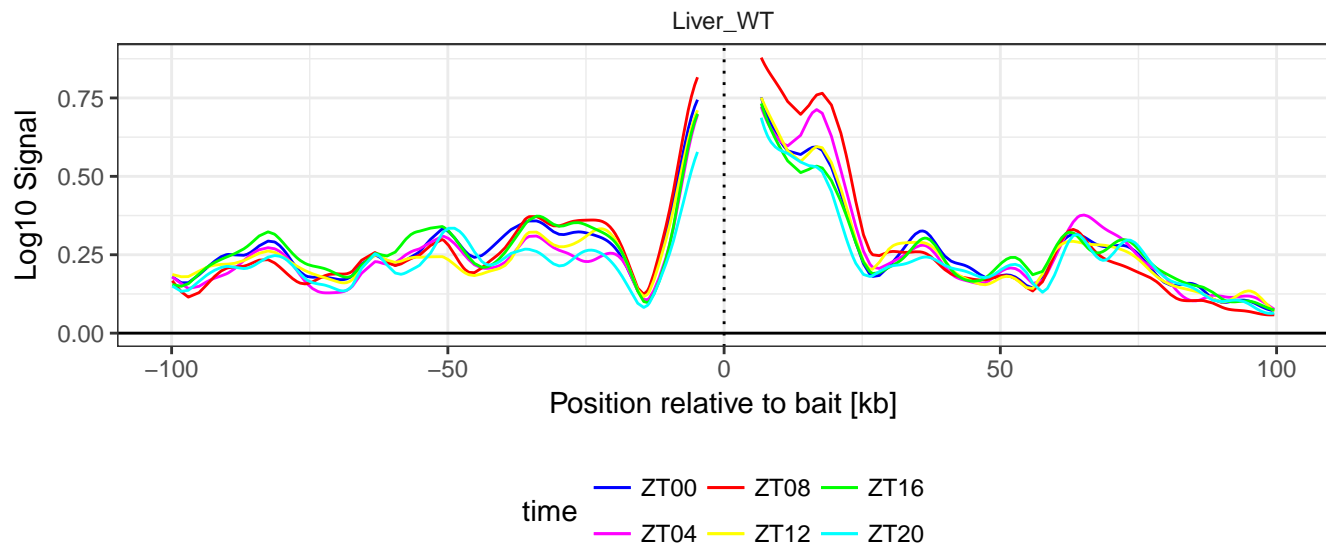 Liver_WT
Log10 Signal
0.75
0.50
0.25
0.00
−100
−50
0
50
100
Position relative to bait [kb]
time
ZT00
ZT08
ZT16
ZT04
ZT12
ZT20